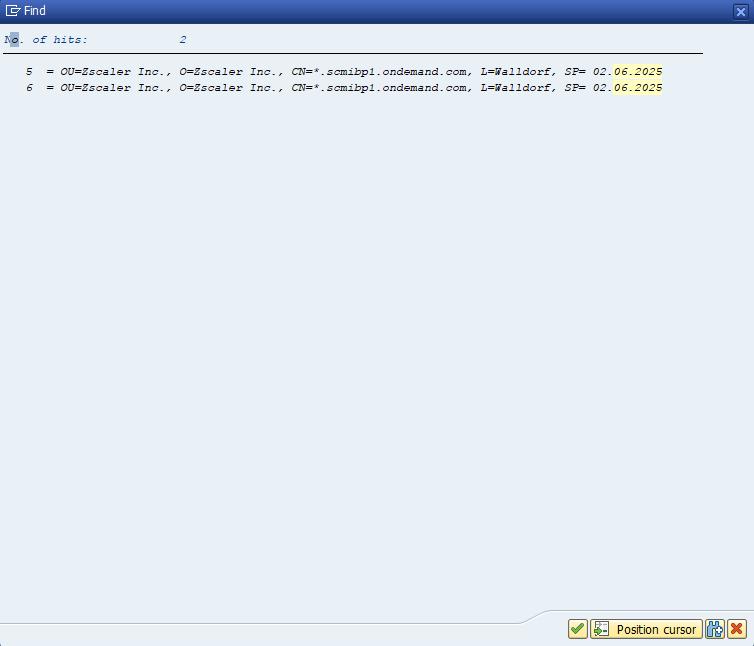 Find
No. of hits: 2
5 = OU=Zscaler Inc., O=Zscaler Inc., CN=*.scmibp1.ondemand.com, L=Walldorf, SP= 02.06.2025
6 = OU=Zscaler Inc., O=Zscaler Inc., CN=*.scmibp1.ondemand.com, L=Walldorf, SP= 02.06.2025
Position cursor